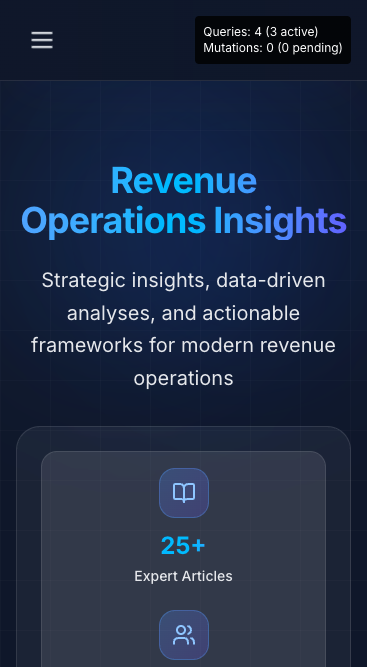 Queries: 4 (3 active)
Mutations: 0 (0 pending)
Revenue
Operations Insights
Strategic insights, data-driven
analyses, and actionable
frameworks for modern revenue
operations
25+
Expert Articles